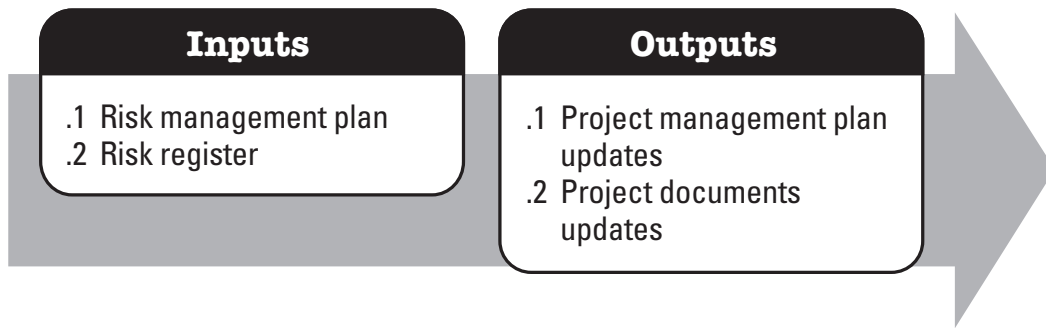 Inputs
.1 Risk management plan
.2 Risk register
Outputs
.1 Project management plan
updates
.2 Project documents
updates